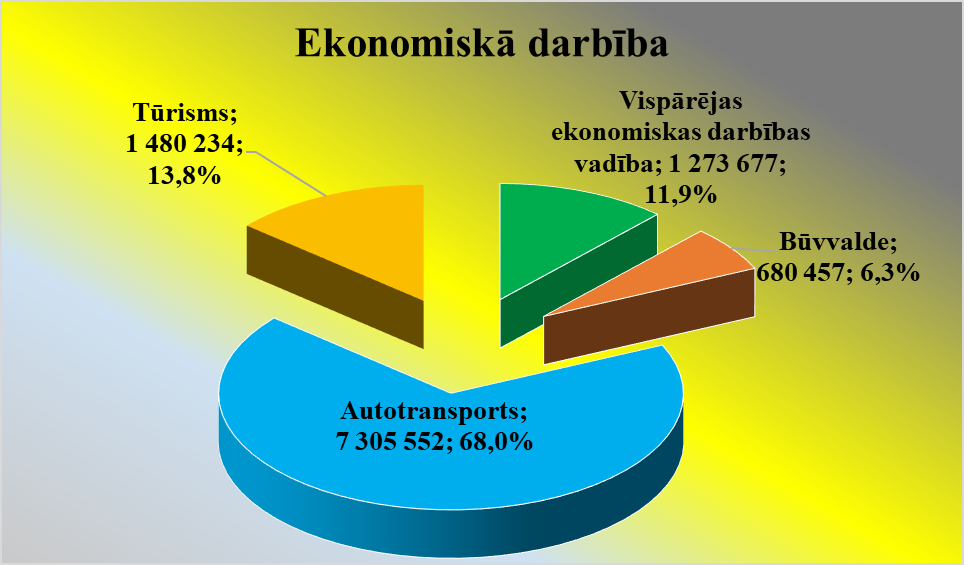 Ekonomiskā darbība
Tūrisms;
1 480 234;
13,8%
Vispārējas
ekonomiskas darbības
vadība; 1 273 677;
11,9%
Būvvalde;
680 457; 6,3%
Autotransports;
7 305 552; 68,0%